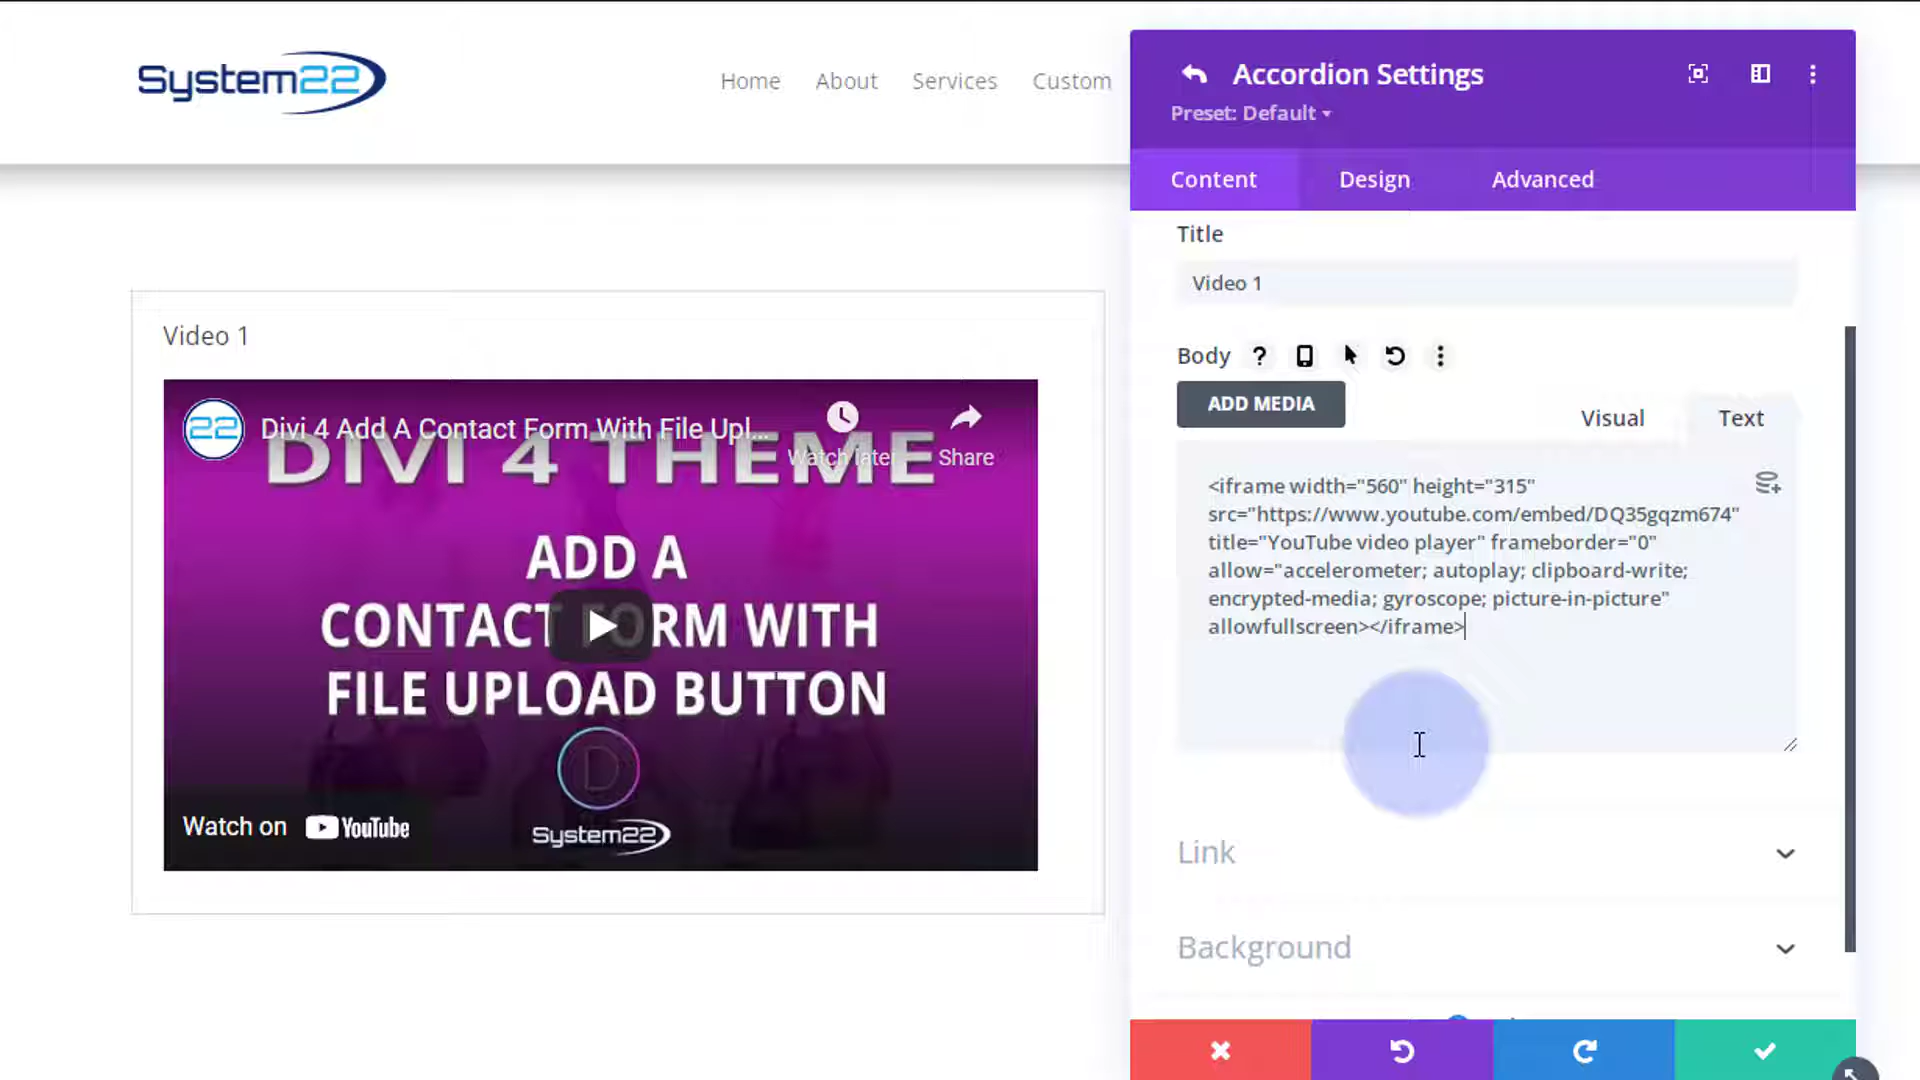 System22
Home About Services Custom
Accordion Settings
Preset: Default
Content Design Advanced
Title
Video 1
Body ?
ADD MEDIA
Visual Text
<iframe width="560" height="315"
src="https://www.youtube.com/embed/DQ35gqzm674"
title="YouTube video player" frameborder="0"
allow="accelerometer; autoplay; clipboard-write;
encrypted-media; gyroscope; picture-in-picture"
allowfullscreen></iframe>
Link
Background
Video 1
22
Divi 4 Add A Contact Form With File Upl...
Watch later
Share
DIVI 4 THEME
ADD A
CONTACT FORM WITH
FILE UPLOAD BUTTON
D
Watch on YouTube
System22